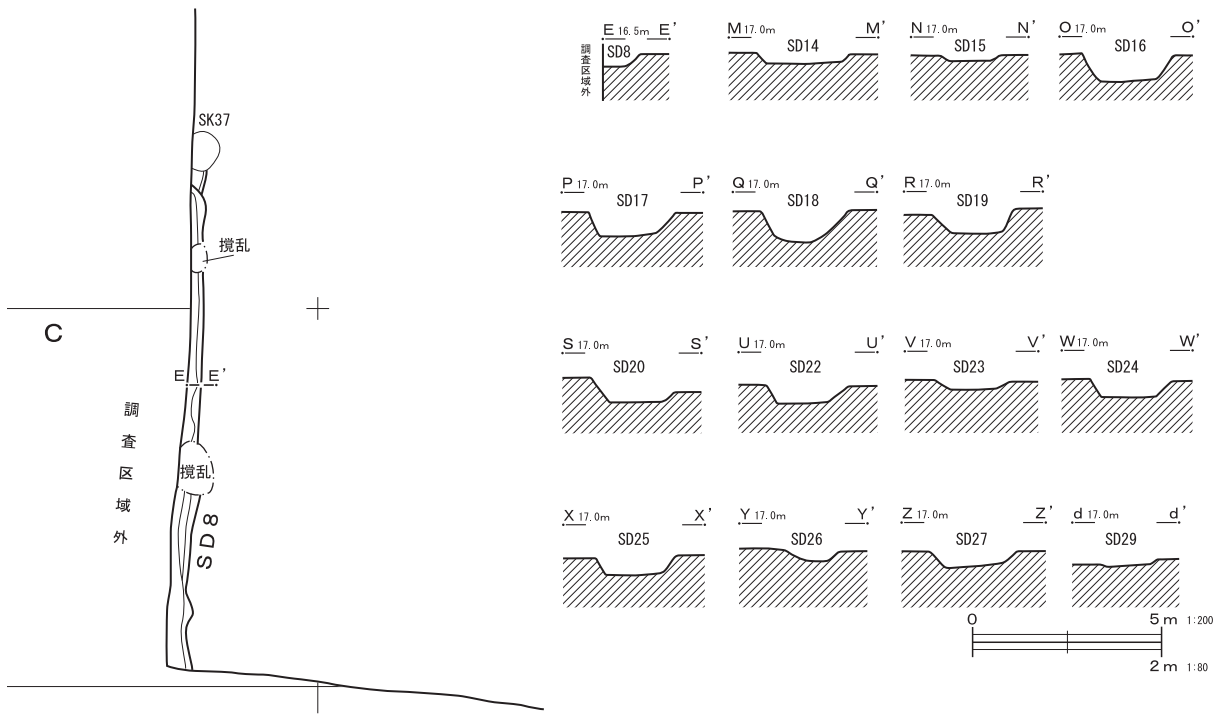 SK37
撹乱
C
E E'
調査区域外
撹乱
SD8
E 16.5m E'
SD8
調査区域外
M 17.0m M'
SD14
N 17.0m N'
SD15
O 17.0m O'
SD16
P 17.0m P'
SD17
Q 17.0m Q'
SD18
R 17.0m R'
SD19
S 17.0m S'
SD20
U 17.0m U'
SD22
V 17.0m V'
SD23
W 17.0m W'
SD24
X 17.0m X'
SD25
Y 17.0m Y'
SD26
Z 17.0m Z'
SD27
d 17.0m d'
SD29
0 5m 1:200
2m 1:80